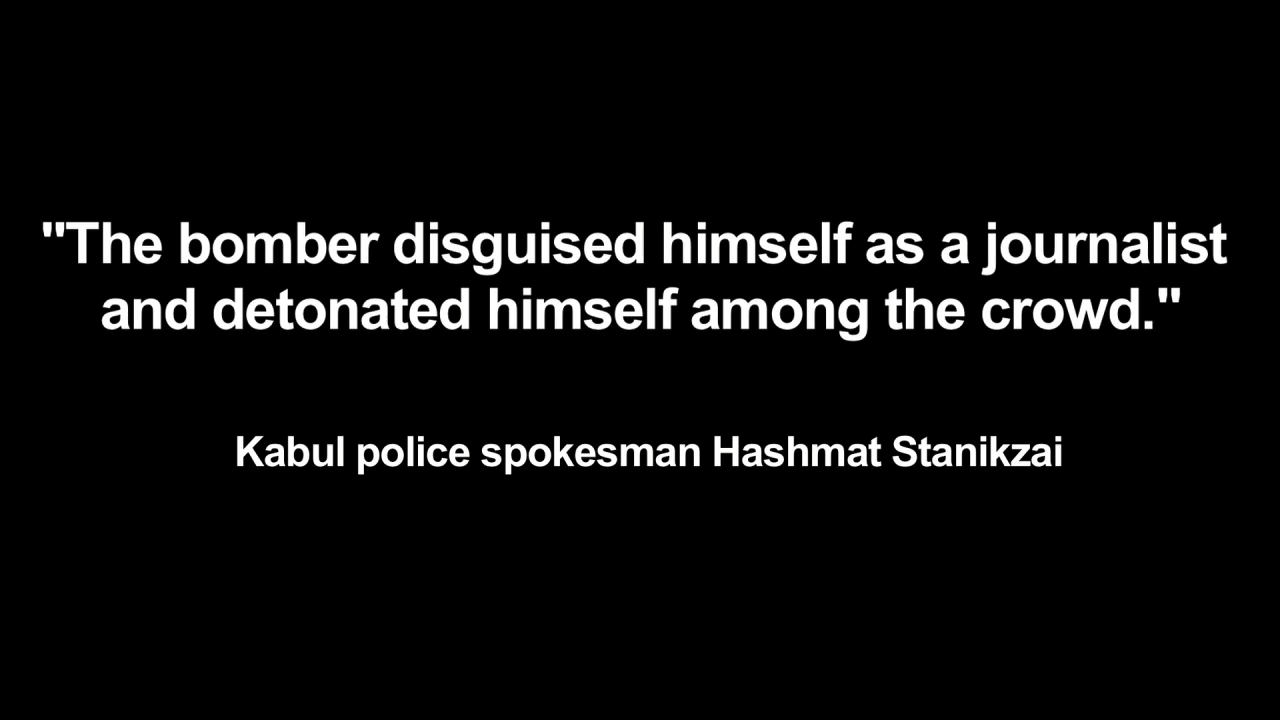 "The bomber disguised himself as a journalist
and detonated himself among the crowd."
Kabul police spokesman Hashmat Stanikzai